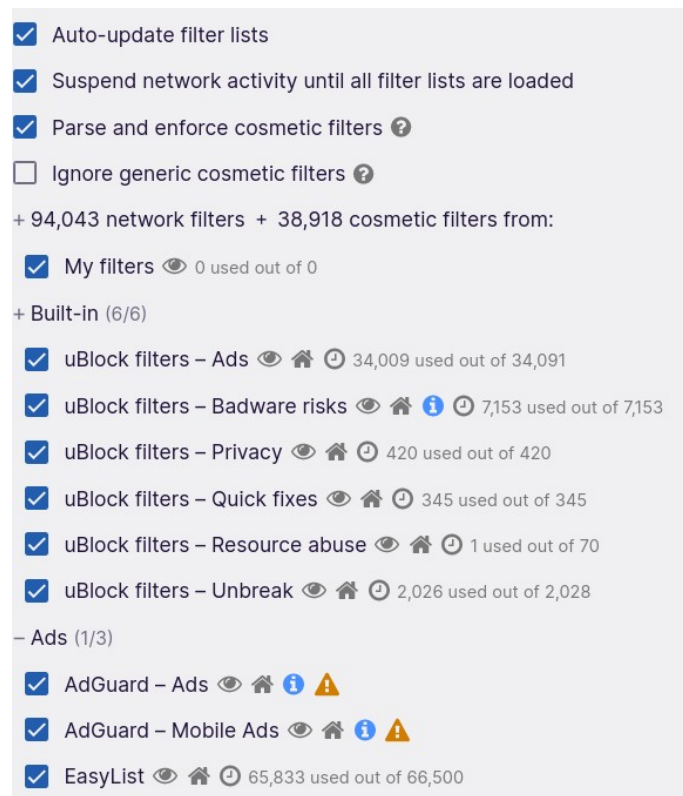 Auto-update filter lists
Suspend network activity until all filter lists are loaded
Parse and enforce cosmetic filters
Ignore generic cosmetic filters
+ 94,043 network filters + 38,918 cosmetic filters from:
My filters 0 used out of 0
+ Built-in (6/6)
uBlock filters – Ads 34,009 used out of 34,091
uBlock filters – Badware risks 7,153 used out of 7,153
uBlock filters – Privacy 420 used out of 420
uBlock filters – Quick fixes 345 used out of 345
uBlock filters – Resource abuse 1 used out of 70
uBlock filters – Unbreak 2,026 used out of 2,028
– Ads (1/3)
AdGuard – Ads
AdGuard – Mobile Ads
EasyList 65,833 used out of 66,500